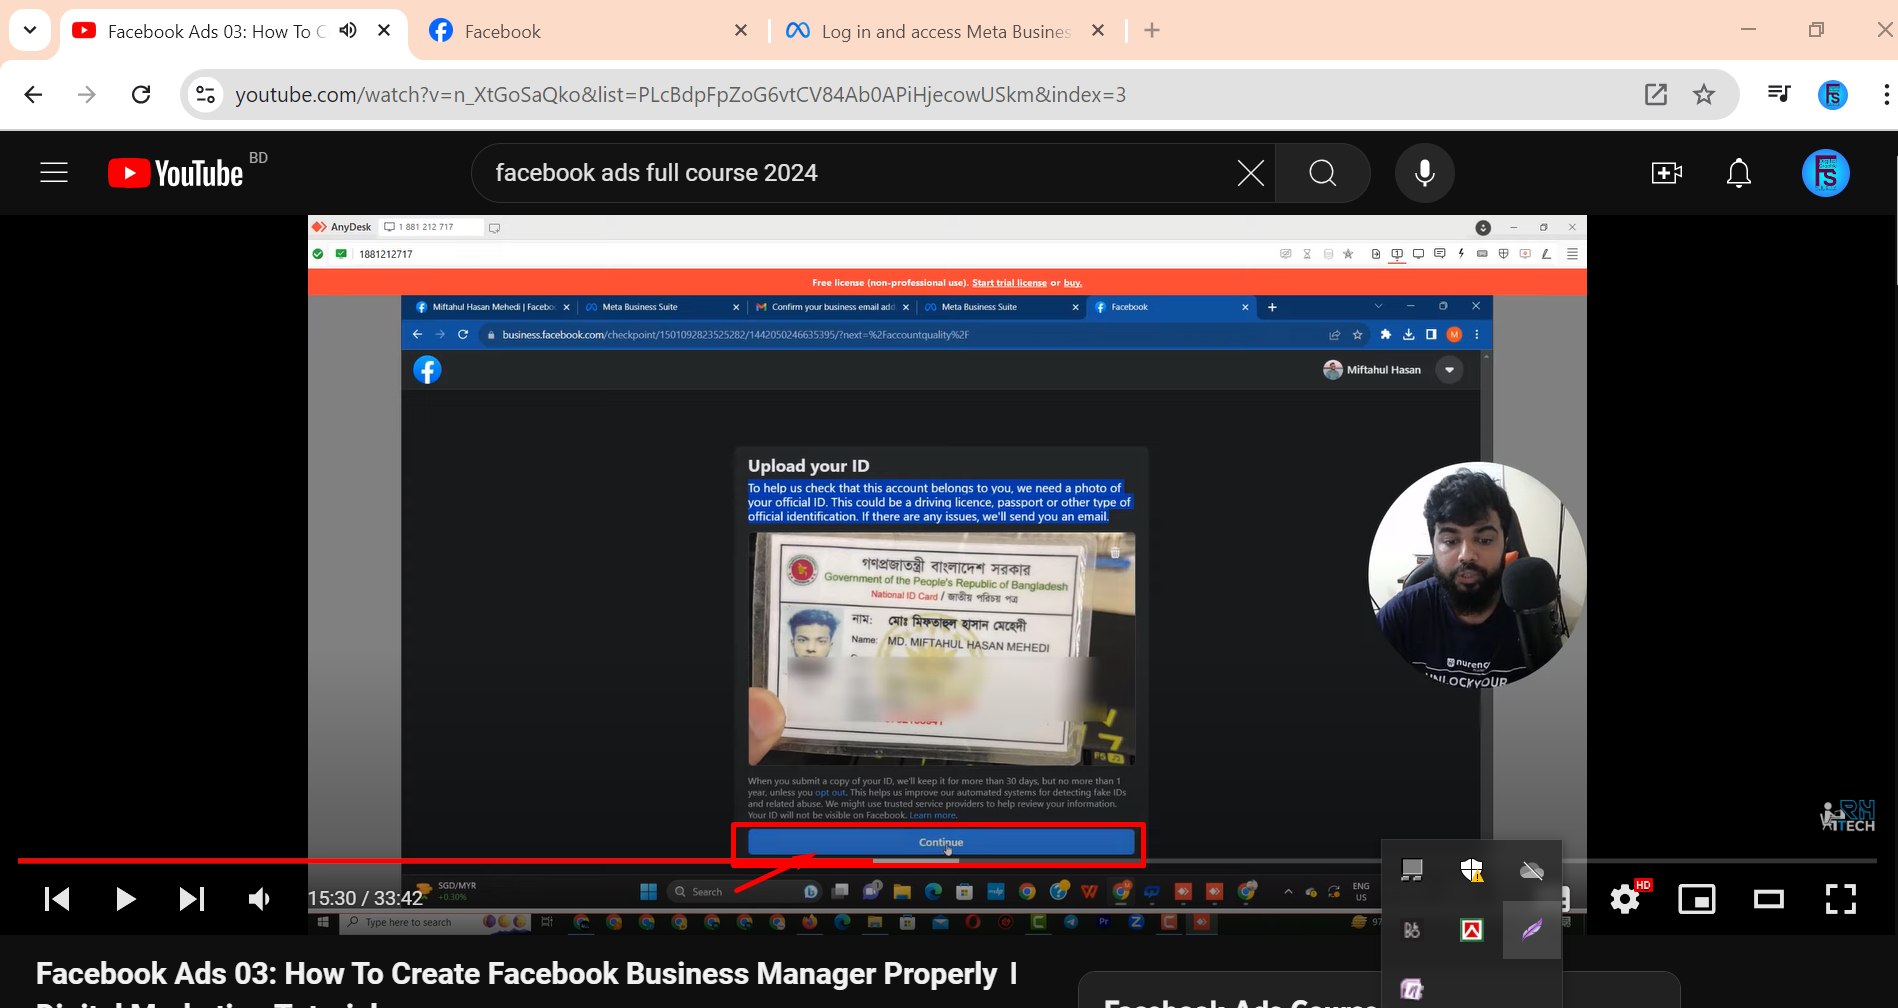 Facebook Ads 03: How To C
Facebook
Log in and access Meta Busines
youtube.com/watch?v=n_XtGoSaQko&list=PLcBdpFpZoG6vtCV84Ab0APiHjecowUSkm&index=3
YouTube BD
facebook ads full course 2024
AnyDesk
1 881 212 717
1881212717
Free license (non-professional use). Start trial license or buy.
Miftahul Hasan Mehedi | Facebo
Meta Business Suite
Confirm your business email add
Meta Business Suite
Facebook
business.facebook.com/checkpoint/1501092823525282/1442050246635395/?next=%2Faccountquality%2F
M
Miftahul Hasan
Upload your ID
To help us check that this account belongs to you, we need a photo of
your official ID. This could be a driving licence, passport or other type of
official identification. If there are any issues, we'll send you an email.
গণপ্রজাতন্ত্রী বাংলাদেশ সরকার
Government of the People's Republic of Bangladesh
National ID Card / জাতীয় পরিচয় পত্র
নাম: মোঃ মিফতাহুল হাসান মেহেদী
Name: MD. MIFTAHUL HASAN MEHEDI
F5
When you submit a copy of your ID, we'll keep it for more than 30 days, but no more than 1
year, unless you opt out. This helps us improve our automated systems for detecting fake IDs
and related abuse. We might use trusted service providers to help review your information.
Your ID will not be visible on Facebook. Learn more.
Continue
nuren
UNLOCK YOUR
RH
TECH
SGD/MYR
+0.30%
Search
ENG
US
15:30 / 33:42
HD
Type here to search
97
Facebook Ads 03: How To Create Facebook Business Manager Properly |
Digital Marketing Tutorial
Facebook Ads Course